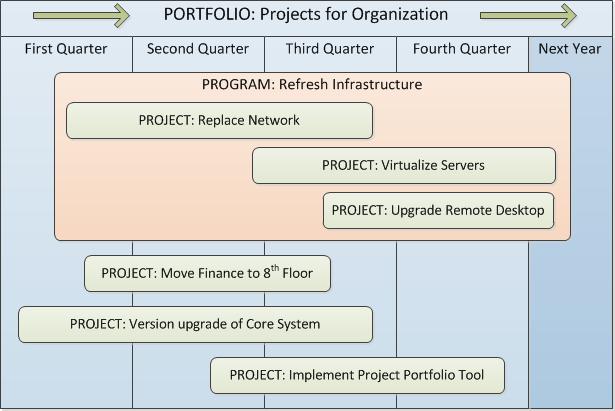 PORTFOLIO: Projects for Organization
First Quarter Second Quarter Third Quarter Fourth Quarter Next Year
PROGRAM: Refresh Infrastructure
PROJECT: Replace Network
PROJECT: Virtualize Servers
PROJECT: Upgrade Remote Desktop
PROJECT: Move Finance to 8th Floor
PROJECT: Version upgrade of Core System
PROJECT: Implement Project Portfolio Tool